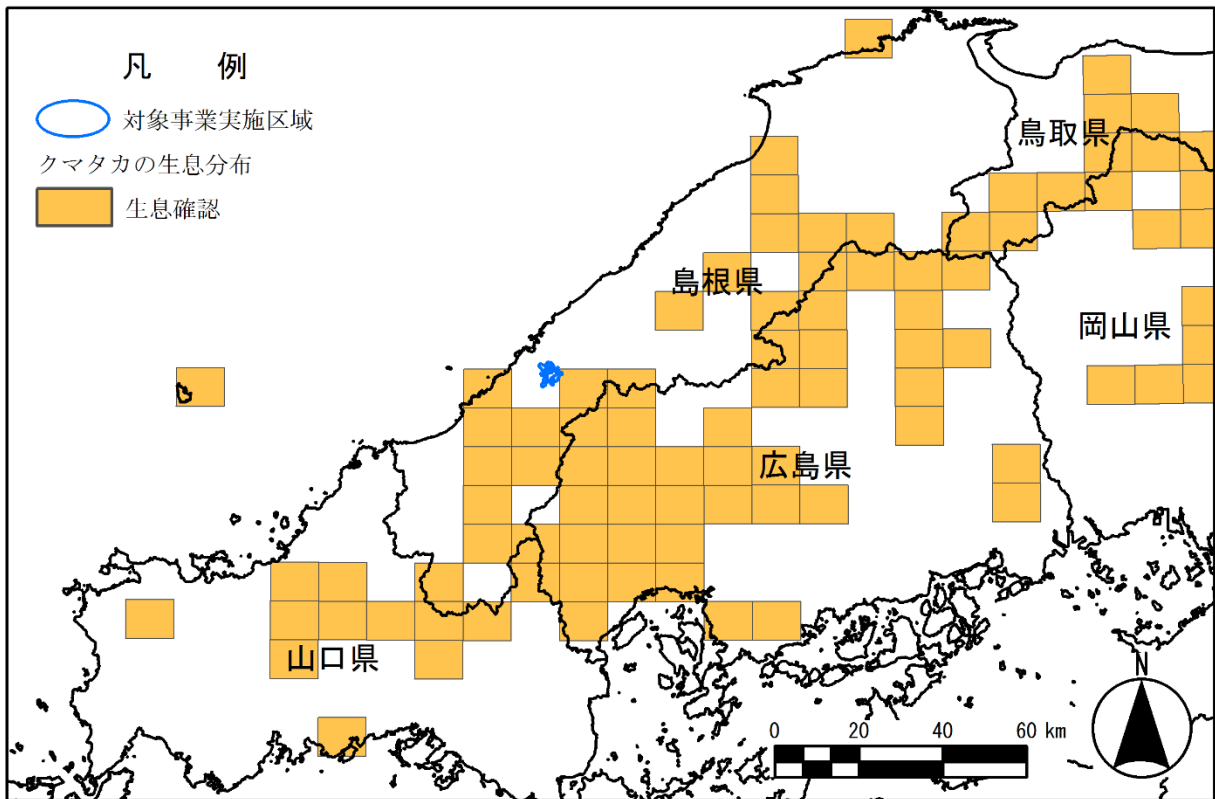 凡 例
対象事業実施区域
クマタカの生息分布
生息確認
鳥取県
島根県
岡山県
広島県
山口県
N
0 20 40 60 km